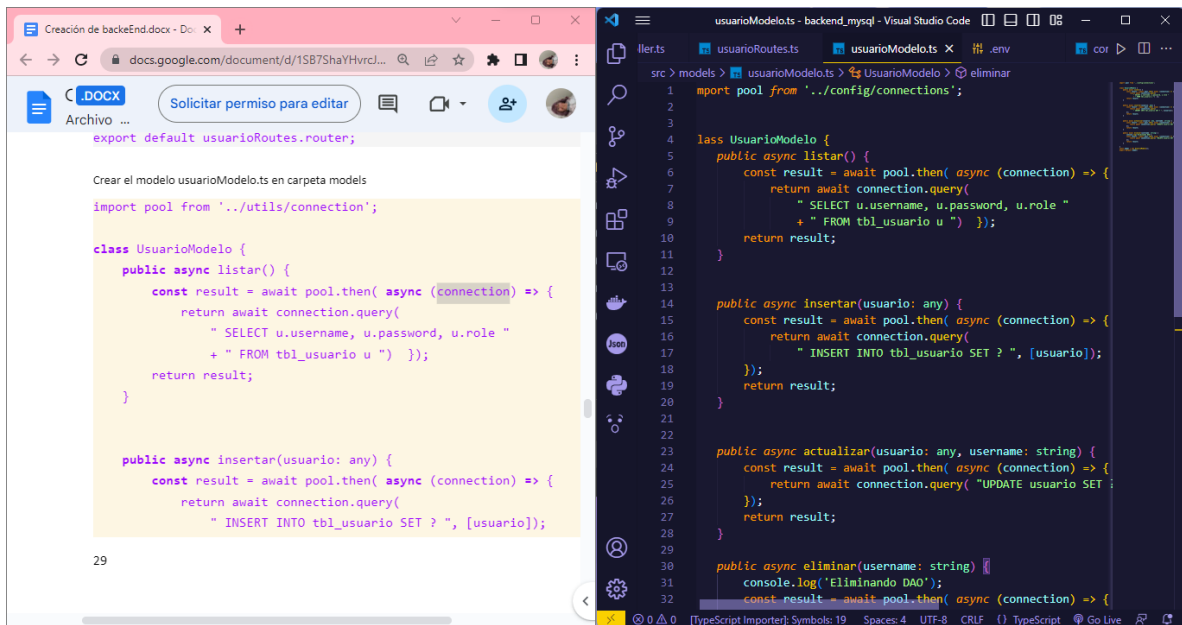 Creación de backeEnd.docx - Do
docs.google.com/document/d/1SB7ShaYHvrcJ...
.DOCX
Solicitar permiso para editar
Archivo ...
export default usuarioRoutes.router;
Crear el modelo usuarioModelo.ts en carpeta models
import pool from '../utils/connection';
class UsuarioModelo {
public async listar() {
const result = await pool.then( async (connection) => {
return await connection.query(
" SELECT u.username, u.password, u.role "
+ " FROM tbl_usuario u ")  });
return result;
}
public async insertar(usuario: any) {
const result = await pool.then( async (connection) => {
return await connection.query(
" INSERT INTO tbl_usuario SET ? ", [usuario]);
29
usuarioModelo.ts - backend_mysql - Visual Studio Code
ller.ts usuarioRoutes.ts usuarioModelo.ts .env cor
src > models > usuarioModelo.ts > UsuarioModelo > eliminar
1 mport pool from '../config/connections';
2
3
4 lass UsuarioModelo {
5 public async listar() {
6 const result = await pool.then( async (connection) => {
7 return await connection.query(
8 " SELECT u.username, u.password, u.role "
9 + " FROM tbl_usuario u ")  });
10 return result;
11 }
12
13
14 public async insertar(usuario: any) {
15 const result = await pool.then( async (connection) => {
16 return await connection.query(
17 " INSERT INTO tbl_usuario SET ? ", [usuario]);
18 });
19 return result;
20 }
21
22
23 public async actualizar(usuario: any, username: string) {
24 const result = await pool.then( async (connection) => {
25 return await connection.query( "UPDATE usuario SET ?
26 });
27 return result;
28 }
29
30 public async eliminar(username: string) {
31 console.log('Eliminando DAO');
32 const result = await pool.then( async (connection) => {
Json
0 0 [TypeScript Importer]: Symbols: 19 Spaces: 4 UTF-8 CRLF {} TypeScript Go Live